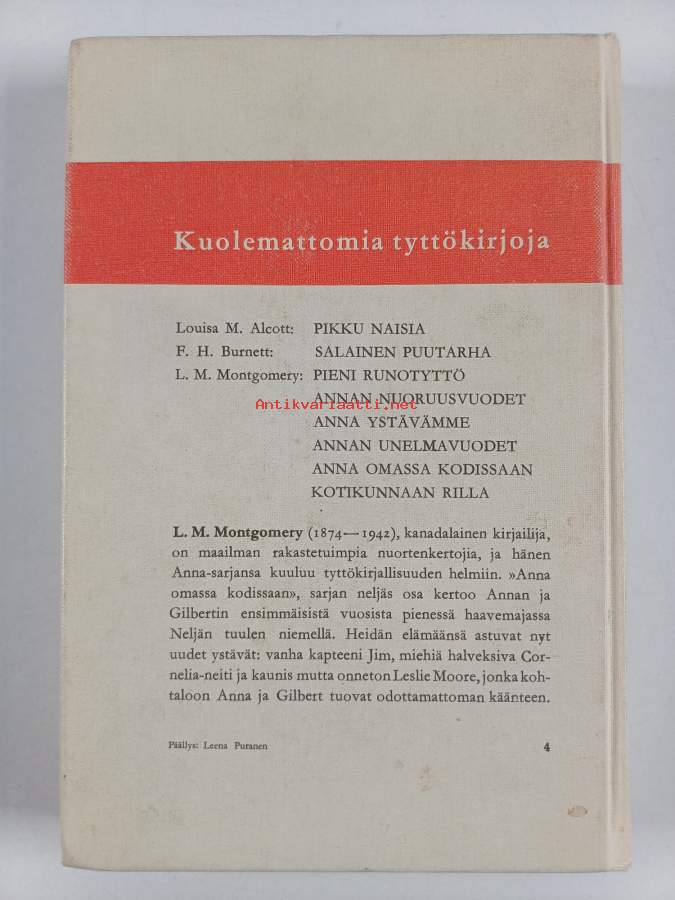 Kuolemattomia tyttökirjoja
Louisa M. Alcott: PIKKU NAISIA
F. H. Burnett: SALAINEN PUUTARHA
L. M. Montgomery: PIENI RUNOTYTTÖ
ANNAN NUORUUSVUODET
Antikvariaatti.net
ANNA YSTÄVÄMME
ANNAN UNELMAVUODET
ANNA OMASSA KODISSAAN
KOTIKUNNAAN RILLA
L. M. Montgomery (1874—1942), kanadalainen kirjailija,
on maailman rakastetuimpia nuortenkertojia, ja hänen
Anna-sarjansa kuuluu tyttökirjallisuuden helmiin. »Anna
omassa kodissaan», sarjan neljäs osa kertoo Annan ja
Gilbertin ensimmäisistä vuosista pienessä haavemajassa
Neljän tuulen niemellä. Heidän elämäänsä astuvat nyt
uudet ystävät: vanha kapteeni Jim, miehiä halveksiva Cor-
nelia-neiti ja kaunis mutta onneton Leslie Moore, jonka koh-
taloon Anna ja Gilbert tuovat odottamattoman käänteen.
Päällys: Leena Puranen 4